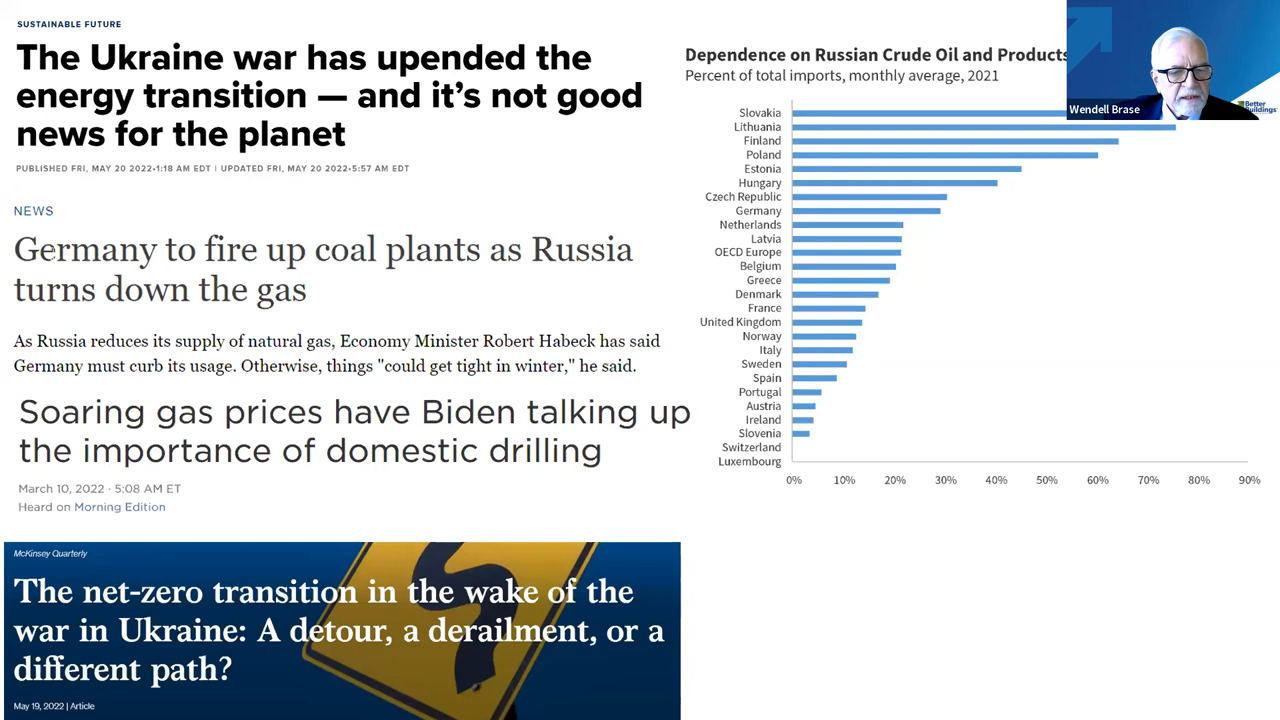 SUSTAINABLE FUTURE
The Ukraine war has upended the
energy transition — and it's not good
news for the planet
PUBLISHED FRI, MAY 20 2022•1:18 AM EDT | UPDATED FRI, MAY 20 2022•5:57 AM EDT
NEWS
Germany to fire up coal plants as Russia
turns down the gas
As Russia reduces its supply of natural gas, Economy Minister Robert Habeck has said
Germany must curb its usage. Otherwise, things "could get tight in winter," he said.
Soaring gas prices have Biden talking up
the importance of domestic drilling
March 10, 2022 · 5:08 AM ET
Heard on Morning Edition
McKinsey Quarterly
The net-zero transition in the wake of the
war in Ukraine: A detour, a derailment, or a
different path?
May 19, 2022 | Article
Dependence on Russian Crude Oil and Products
Percent of total imports, monthly average, 2021
Slovakia
Lithuania
Finland
Poland
Estonia
Hungary
Czech Republic
Germany
Netherlands
Latvia
OECD Europe
Belgium
Greece
Denmark
France
United Kingdom
Norway
Italy
Sweden
Spain
Portugal
Austria
Ireland
Slovenia
Switzerland
Luxembourg
0% 10% 20% 30% 40% 50% 60% 70% 80% 90%
Wendell Brase
Better
Buildings